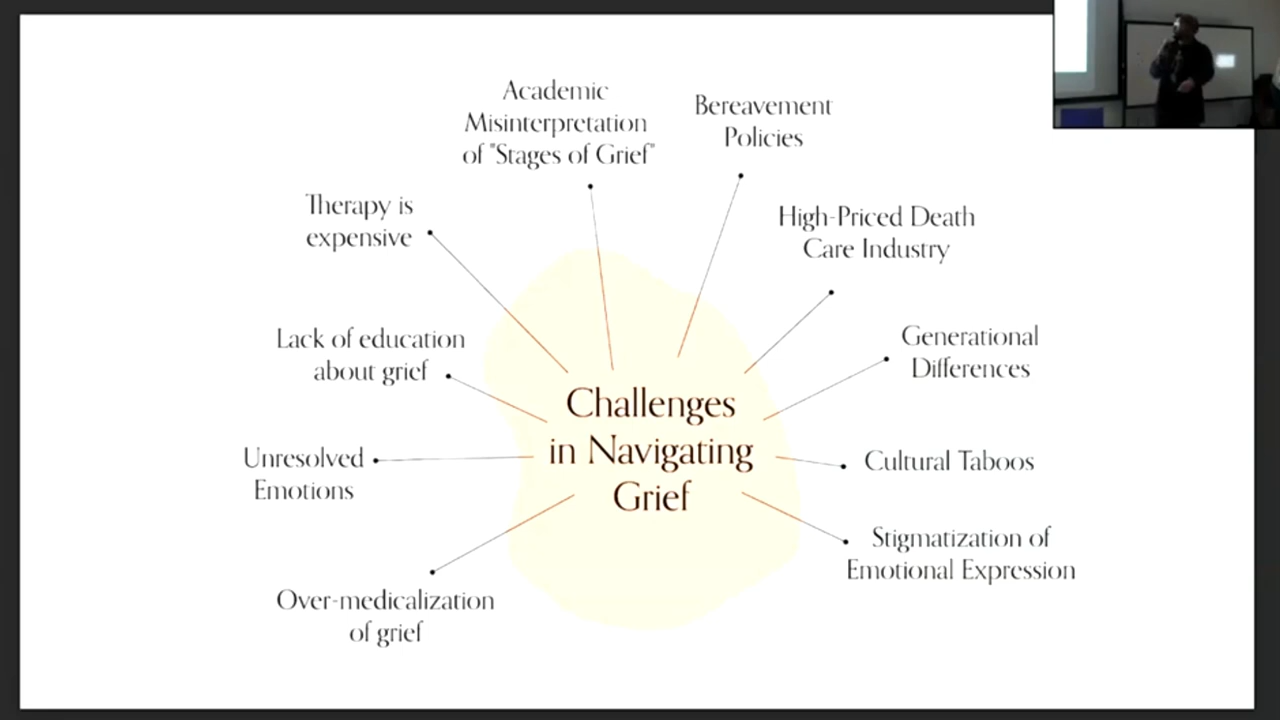 Academic
Misinterpretation
of "Stages of Grief"
Bereavement
Policies
Therapy is
expensive
High-Priced Death
Care Industry
Lack of education
about grief
Generational
Differences
Challenges
in Navigating
Grief
Unresolved
Emotions
Cultural Taboos
Stigmatization of
Emotional Expression
Over-medicalization
of grief